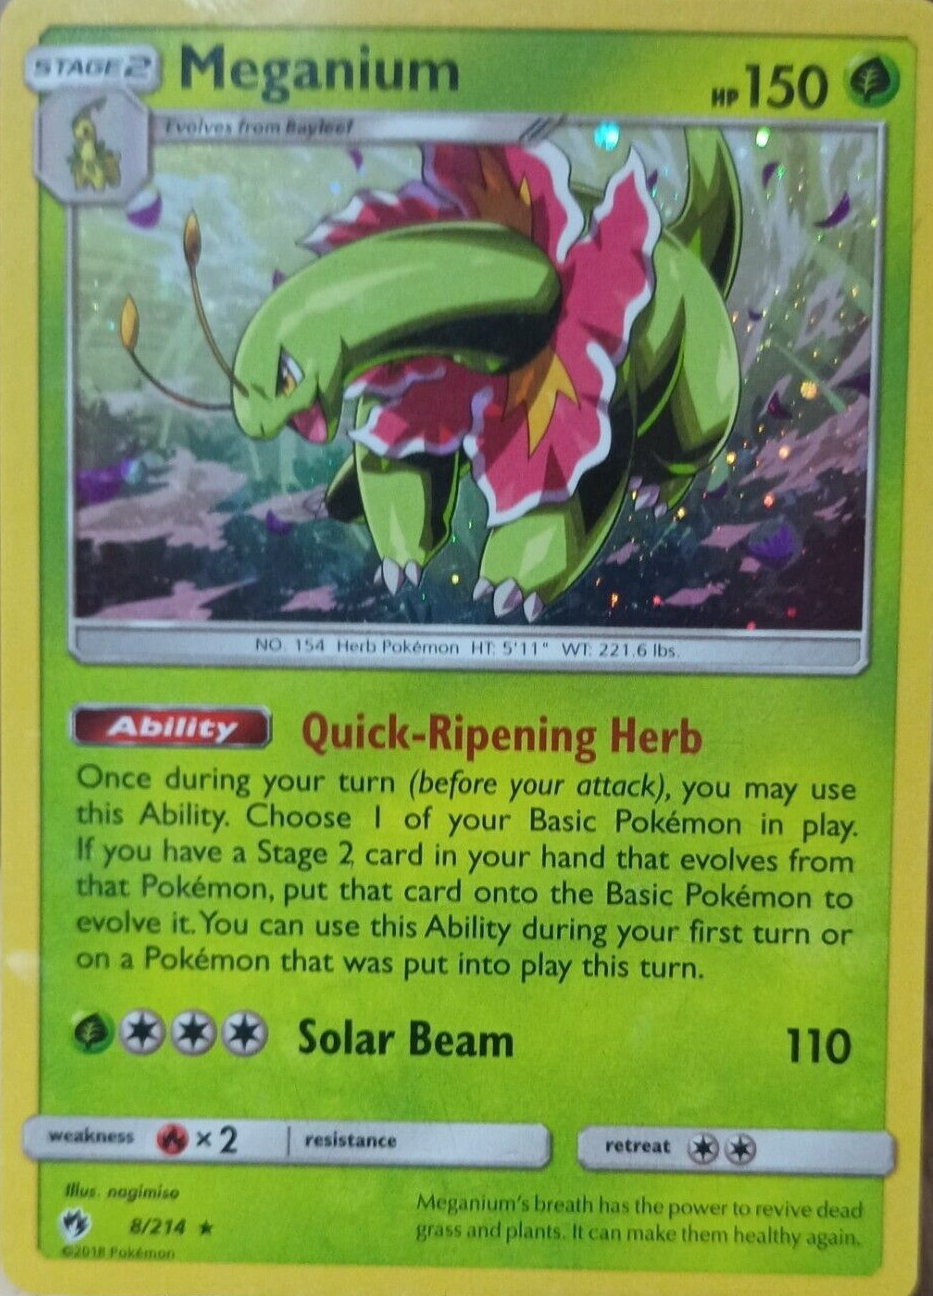 STAGE 2
Meganium
HP 150
Evolves from Bayleef
NO. 154 Herb Pokémon HT: 5'11" WT: 221.6 lbs.
Ability Quick-Ripening Herb
Once during your turn (before your attack), you may use
this Ability. Choose 1 of your Basic Pokémon in play.
If you have a Stage 2 card in your hand that evolves from
that Pokémon, put that card onto the Basic Pokémon to
evolve it. You can use this Ability during your first turn or
on a Pokémon that was put into play this turn.
Solar Beam 110
weakness × 2 resistance retreat
Illus. nagimiso
8/214 ★
©2018 Pokémon
Meganium's breath has the power to revive dead
grass and plants. It can make them healthy again.